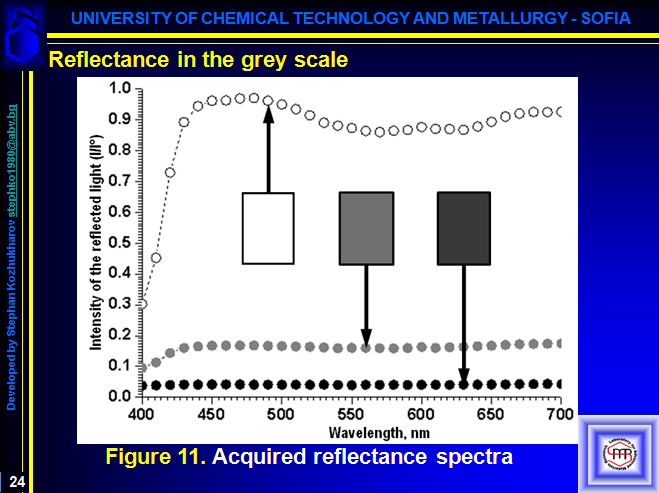 UNIVERSITY OF CHEMICAL TECHNOLOGY AND METALLURGY - SOFIA
Reflectance in the grey scale
Developed by Stephan Kozhukharov stephko1980@abv.bg
Intensity of the reflected light (I/I°)
1.0
0.9
0.8
0.7
0.6
0.5
0.4
0.3
0.2
0.1
0.0
400 450 500 550 600 650 700
Wavelength, nm
Figure 11. Acquired reflectance spectra
24